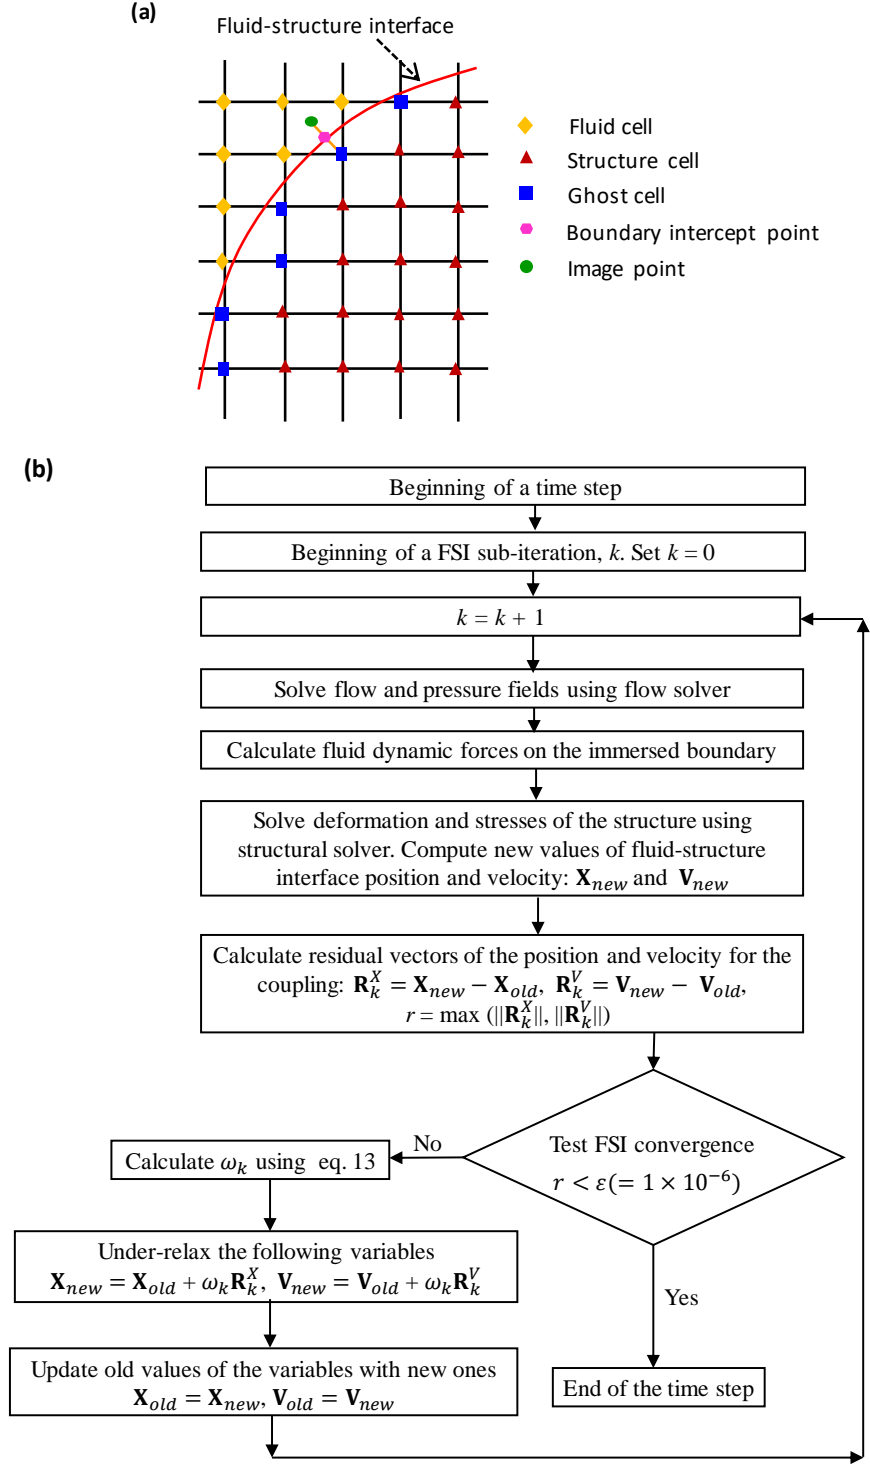 (a)
Fluid-structure interface
Fluid cell
Structure cell
Ghost cell
Boundary intercept point
Image point
(b)
Beginning of a time step
Beginning of a FSI sub-iteration, k. Set k = 0
k = k + 1
Solve flow and pressure fields using flow solver
Calculate fluid dynamic forces on the immersed boundary
Solve deformation and stresses of the structure using
structural solver. Compute new values of fluid-structure
interface position and velocity: X_new and V_new
Calculate residual vectors of the position and velocity for the
coupling: R_k^X = X_new − X_old, R_k^V = V_new − V_old,
r = max (||R_k^X||, ||R_k^V||)
Test FSI convergence
r < ε(= 1 × 10^−6)
No
Calculate ω_k using eq. 13
Under-relax the following variables
X_new = X_old + ω_k R_k^X, V_new = V_old + ω_k R_k^V
Update old values of the variables with new ones
X_old = X_new, V_old = V_new
Yes
End of the time step